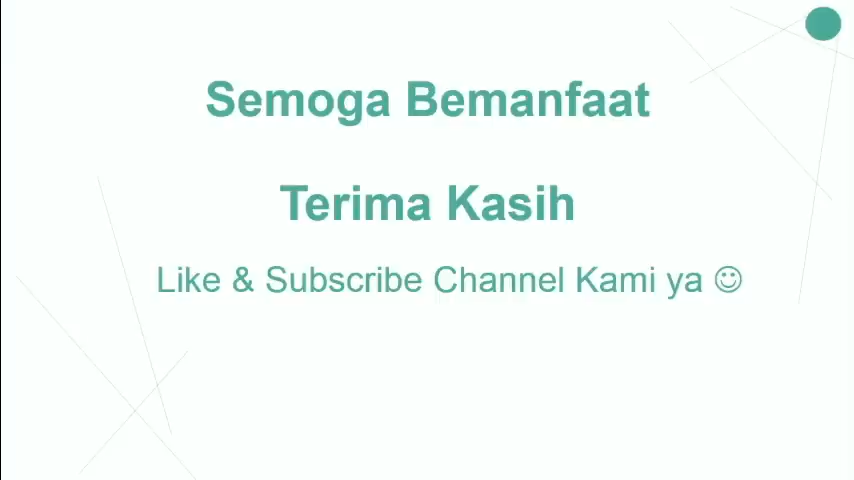 Semoga Bemanfaat
Terima Kasih
Like & Subscribe Channel Kami ya ☺